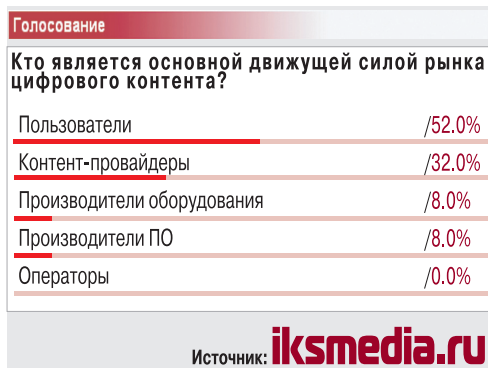 Голосование
Кто является основной движущей силой рынка
цифрового контента?
Пользователи /52.0%
Контент-провайдеры /32.0%
Производители оборудования /8.0%
Производители ПО /8.0%
Операторы /0.0%
Источник: iksmedia.ru